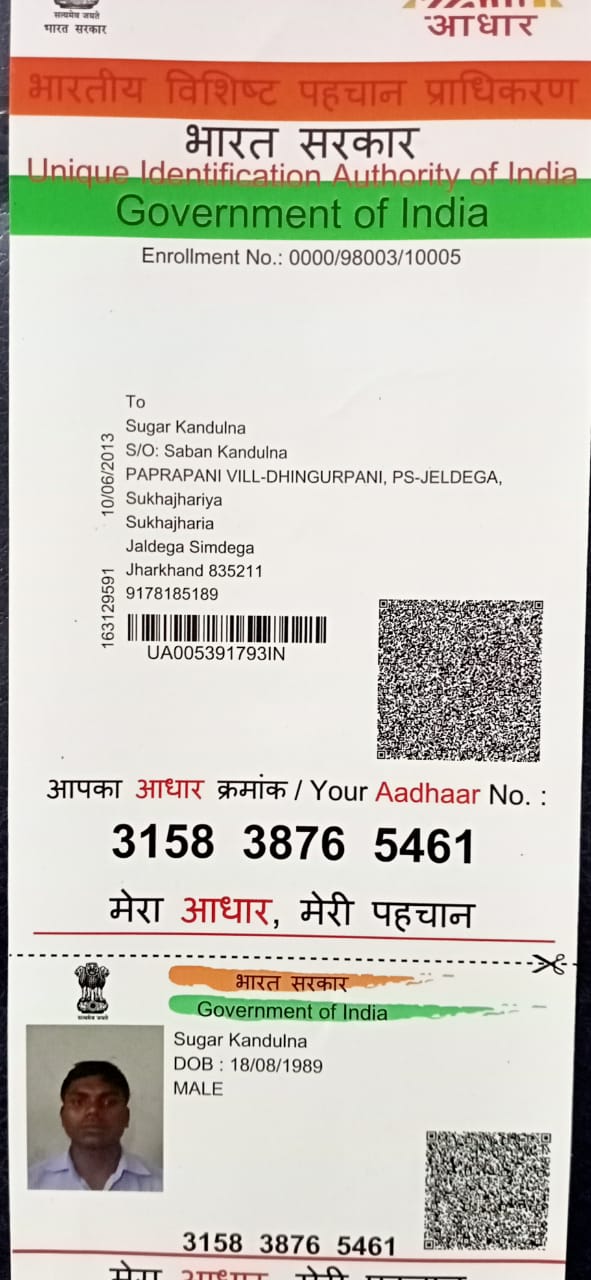 सत्यमेव जयते
भारत सरकार
आधार
भारतीय विशिष्ट पहचान प्राधिकरण
भारत सरकार
Unique Identification Authority of India
Government of India
Enrollment No.: 0000/98003/10005
To
Sugar Kandulna
S/O: Saban Kandulna
PAPRAPANI VILL-DHINGURPANI, PS-JELDEGA,
Sukhajhariya
Sukhajharia
Jaldega Simdega
Jharkhand 835211
9178185189
163129591 10/06/2013
UA005391793IN
आपका आधार क्रमांक / Your Aadhaar No. :
3158 3876 5461
मेरा आधार, मेरी पहचान
सत्यमेव जयते
भारत सरकार
Government of India
Sugar Kandulna
DOB : 18/08/1989
MALE
3158 3876 5461
मेरा आधार, मेरी पहचान